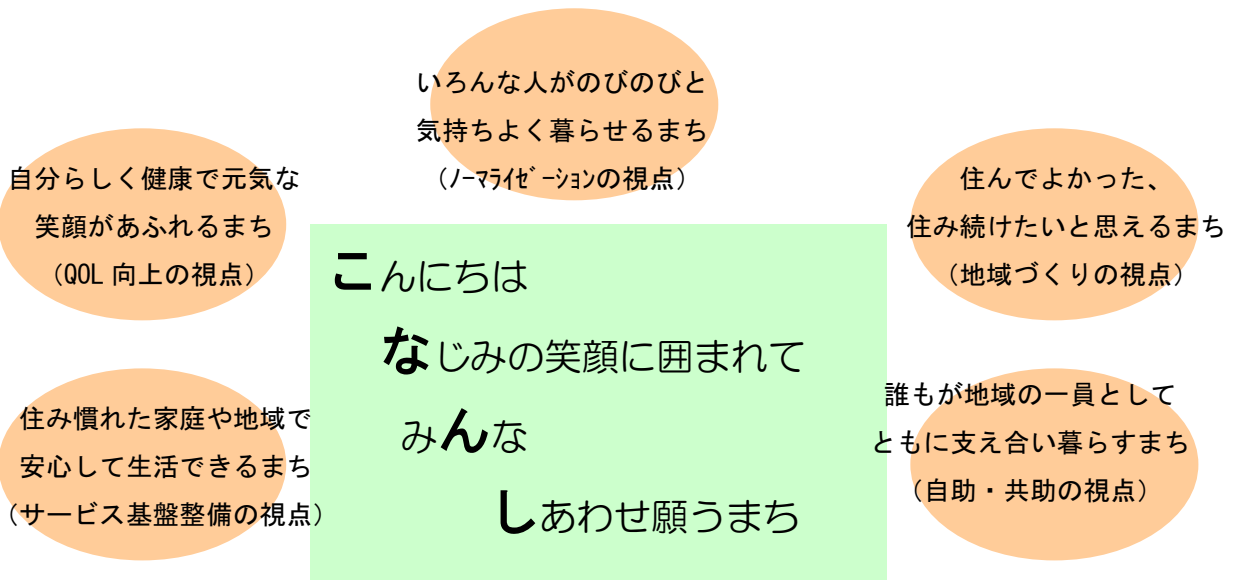 いろんな人がのびのびと
気持ちよく暮らせるまち
（ﾉｰﾏﾗｲｾﾞｰｼｮﾝの視点）
自分らしく健康で元気な
笑顔があふれるまち
（QOL 向上の視点）
住んでよかった、
住み続けたいと思えるまち
（地域づくりの視点）
こんにちは
なじみの笑顔に囲まれて
みんな
しあわせ願うまち
住み慣れた家庭や地域で
安心して生活できるまち
（サービス基盤整備の視点）
誰もが地域の一員として
ともに支え合い暮らすまち
（自助・共助の視点）